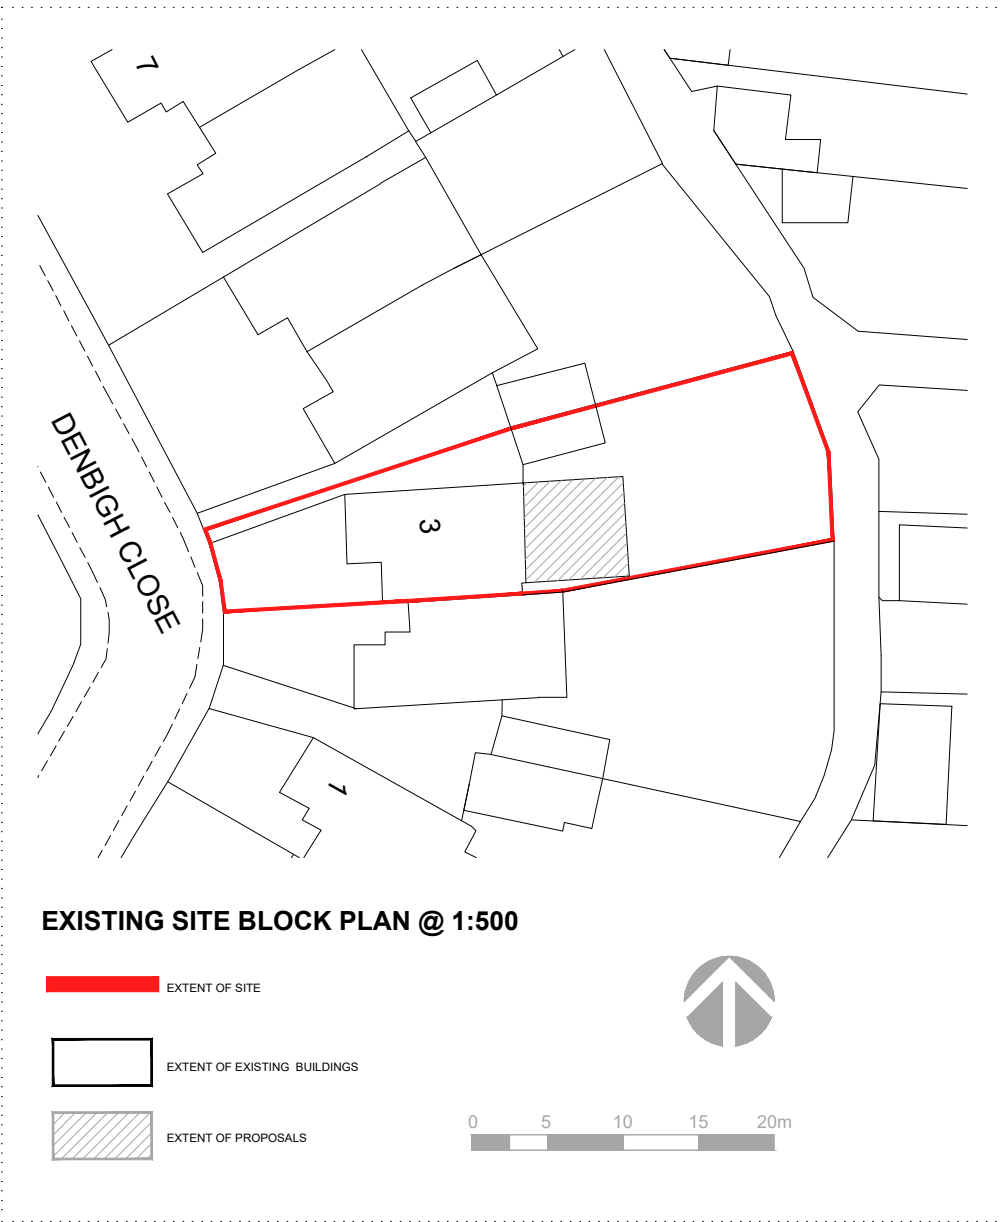 7
DENBIGH CLOSE
3
1
EXISTING SITE BLOCK PLAN @ 1:500
EXTENT OF SITE
EXTENT OF EXISTING BUILDINGS
EXTENT OF PROPOSALS
0 5 10 15 20m